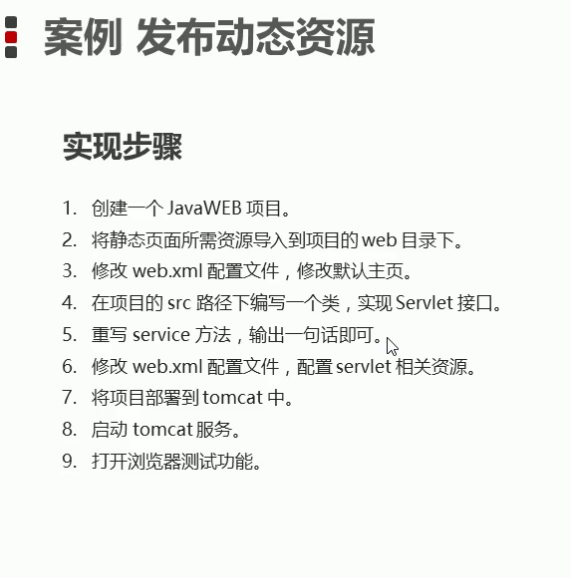 案例 发布动态资源
实现步骤
1. 创建一个 JavaWEB 项目。
2. 将静态页面所需资源导入到项目的 web 目录下。
3. 修改 web.xml 配置文件，修改默认主页。
4. 在项目的 src 路径下编写一个类，实现 Servlet 接口。
5. 重写 service 方法，输出一句话即可。
6. 修改 web.xml 配置文件，配置 servlet 相关资源。
7. 将项目部署到 tomcat 中。
8. 启动 tomcat 服务。
9. 打开浏览器测试功能。